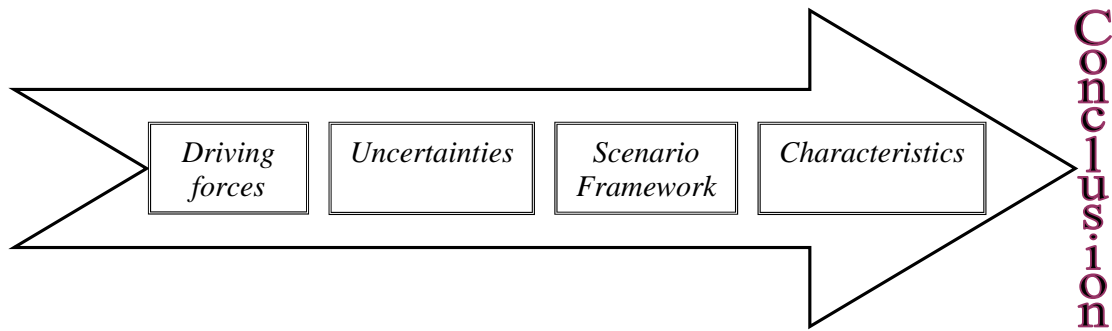 Driving
forces
Uncertainties
Scenario
Framework
Characteristics
Conclusion